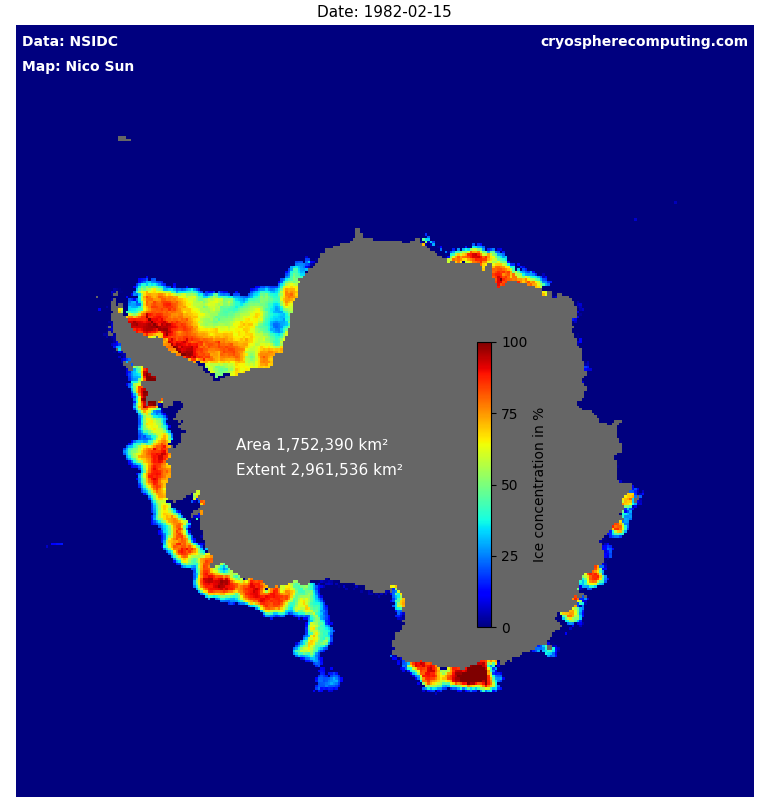 Date: 1982-02-15
Data: NSIDC
cryospherecomputing.com
Map: Nico Sun
100
75
50
25
0
Ice concentration in %
Area 1,752,390 km²
Extent 2,961,536 km²